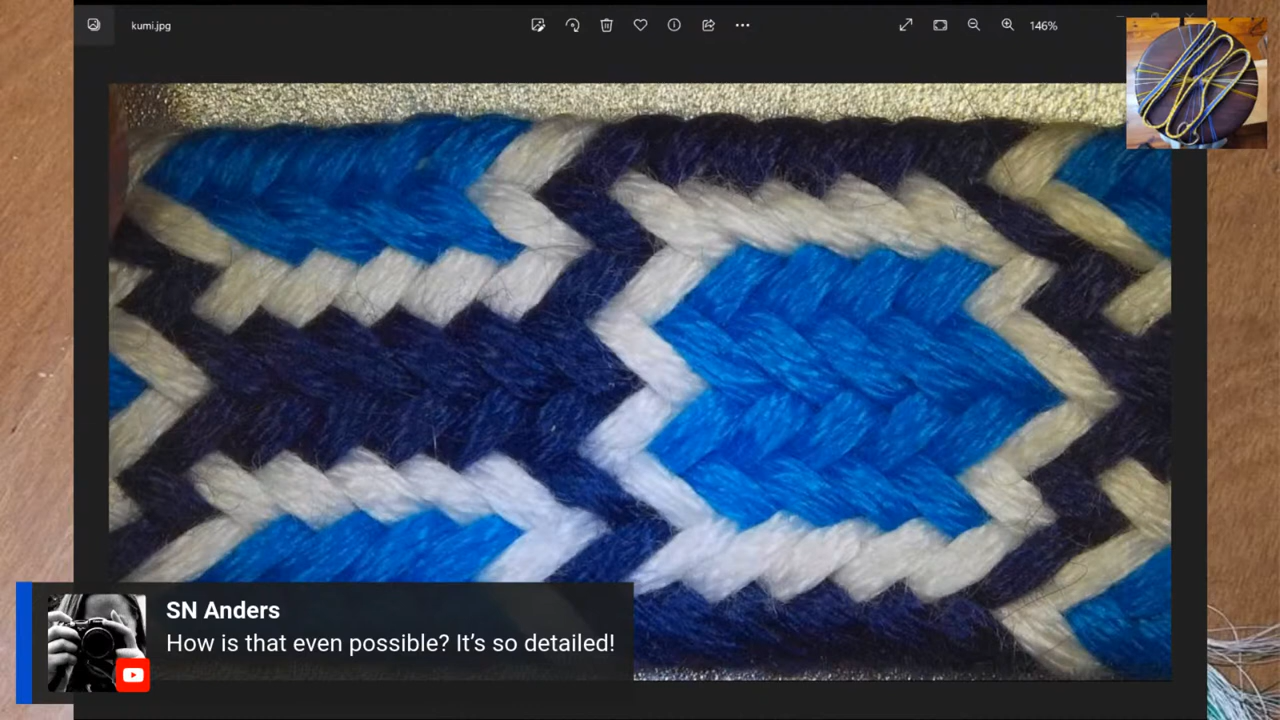 kumi.jpg
146%
SN Anders
How is that even possible? It’s so detailed!